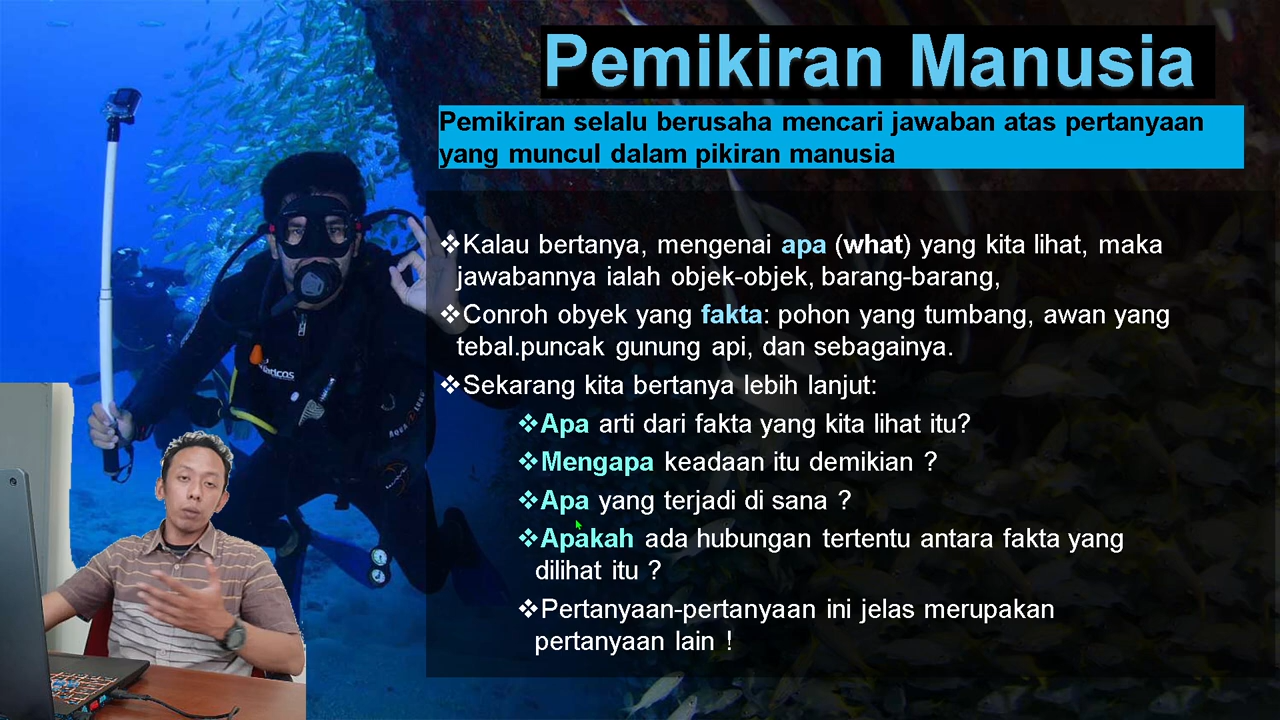 Pemikiran Manusia
Pemikiran selalu berusaha mencari jawaban atas pertanyaan
yang muncul dalam pikiran manusia
❖Kalau bertanya, mengenai apa (what) yang kita lihat, maka
jawabannya ialah objek-objek, barang-barang,
❖Conroh obyek yang fakta: pohon yang tumbang, awan yang
tebal.puncak gunung api, dan sebagainya.
❖Sekarang kita bertanya lebih lanjut:
❖Apa arti dari fakta yang kita lihat itu?
❖Mengapa keadaan itu demikian ?
❖Apa yang terjadi di sana ?
❖Apakah ada hubungan tertentu antara fakta yang
dilihat itu ?
❖Pertanyaan-pertanyaan ini jelas merupakan
pertanyaan lain !